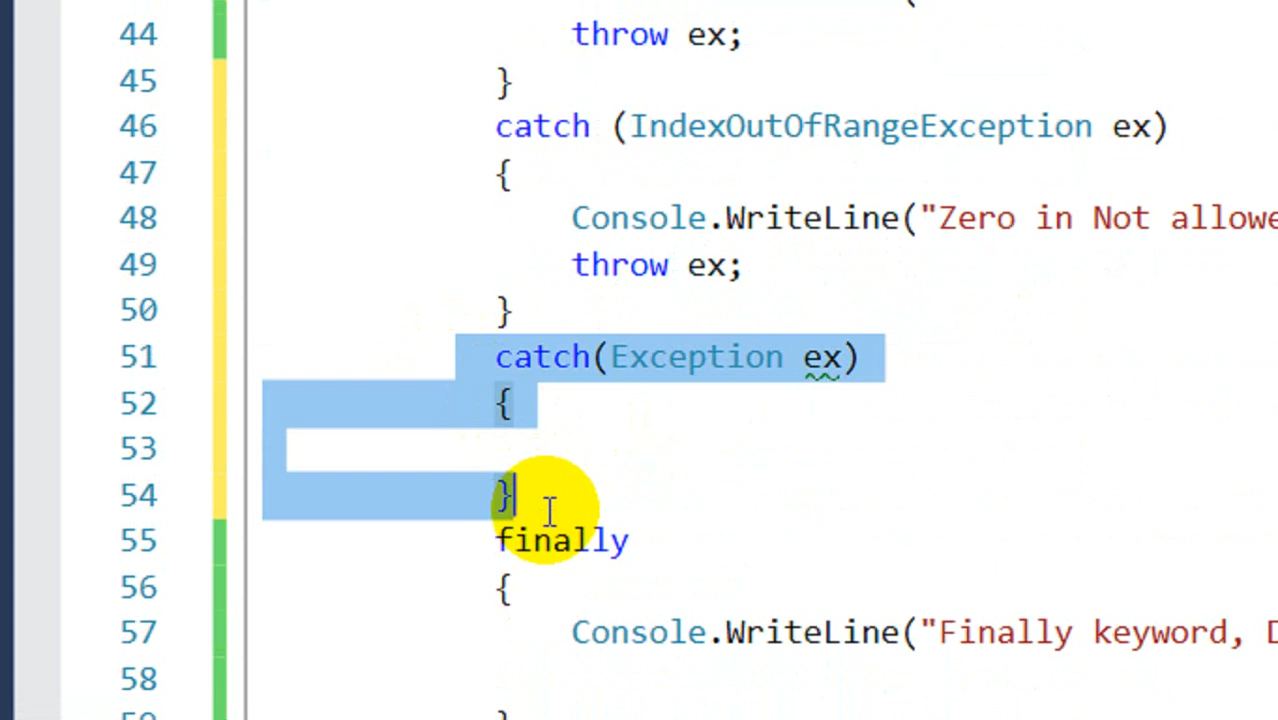 44 throw ex;
45 }
46 catch (IndexOutOfRangeException ex)
47 {
48 Console.WriteLine("Zero in Not
49 throw ex;
50 }
51 catch(Exception ex)
52 {
53
54 }
55 finally
56 {
57 Console.WriteLine("Finally keyword,
58